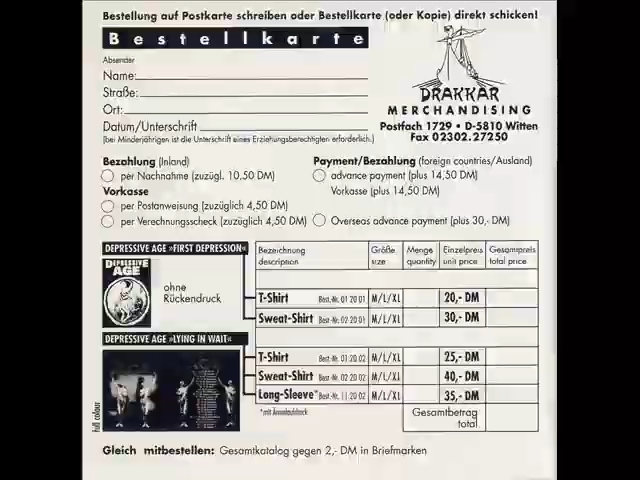 Bestellung auf Postkarte schreiben oder Bestellkarte (oder Kopie) direkt schicken!
Bestellkarte
Absender
Name:
Straße:
Ort:
Datum/Unterschrift
(bei Minderjährigen ist die Unterschrift eines Erziehungsberechtigten erforderlich.)
DRAKKAR
MERCHANDISING
Postfach 1729 • D-5810 Witten
Fax 02302.27250
Bezahlung (Inland)
per Nachnahme (zuzügl. 10,50 DM)
Vorkasse
per Postanweisung (zuzüglich 4,50 DM)
per Verechnungsscheck (zuzüglich 4,50 DM)
Payment/Bezahlung (foreign countries/Ausland)
advance payment (plus 14,50 DM)
Vorkasse (plus 14,50 DM)
Overseas advance payment (plus 30,- DM)
DEPRESSIVE AGE »FIRST DEPRESSION«
DEPRESSIVE
AGE
ohne
Rückendruck
Bezeichnung Größe Menge Einzelpreis Gesamtpreis
description size quantity unit price total price
T-Shirt Best.-Nr. 01 20 01 M/L/XL 20,- DM
Sweat-Shirt Best.-Nr. 02 20 01 M/L/XL 30,- DM
DEPRESSIVE AGE »LYING IN WAIT«
T-Shirt Best.-Nr. 01 20 02 M/L/XL 25,- DM
Sweat-Shirt Best.-Nr. 02 20 02 M/L/XL 40,- DM
Long-Sleeve* Best.-Nr. 11 20 02 M/L/XL 35,- DM
full colour
*mit Ärmelaufdruck
Gesamtbetrag
total
Gleich mitbestellen: Gesamtkatalog gegen 2,- DM in Briefmarken